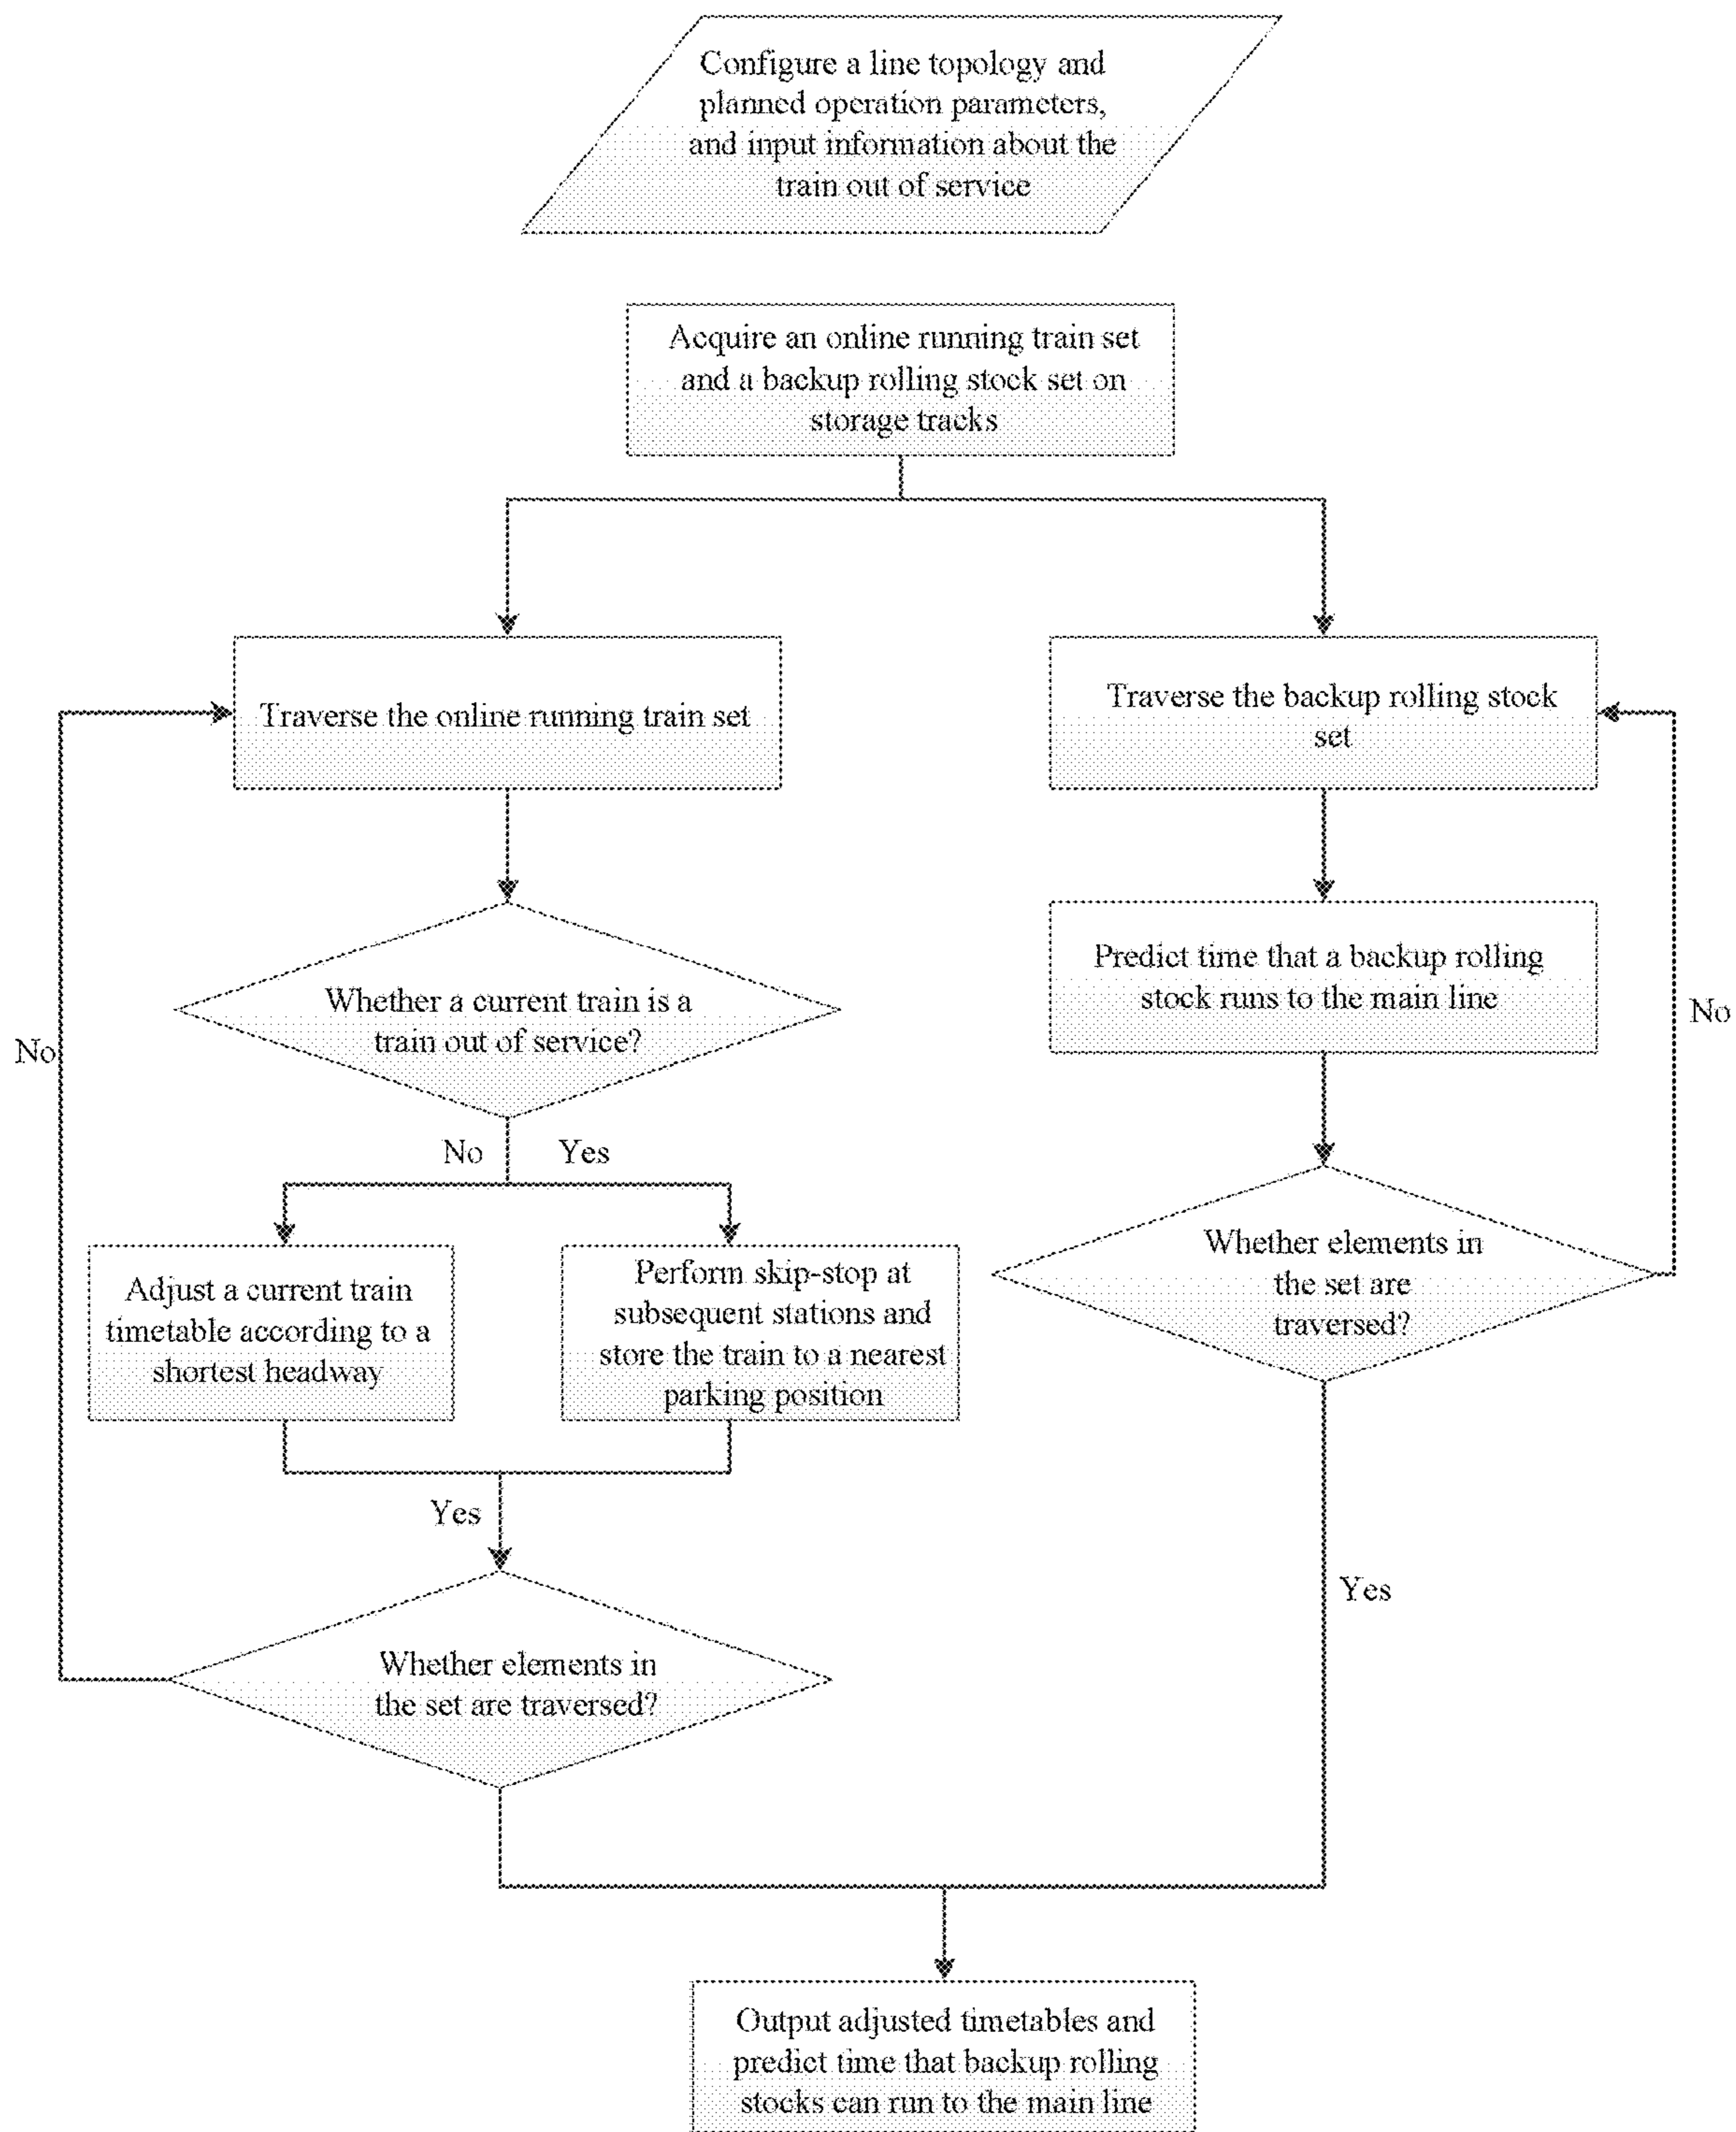 Configure a line topology and
planned operation parameters,
and input information about the
train out of service
Acquire an online running train set
and a backup rolling stock set on
storage tracks
Traverse the online running train set
Traverse the backup rolling stock
set
Whether a current train is a
train out of service?
Predict time that a backup rolling
stock runs to the main line
No
No
No
Yes
Adjust a current train
timetable according to a
shortest headway
Perform skip-stop at
subsequent stations and
store the train to a nearest
parking position
Whether elements in
the set are
traversed?
Yes
Yes
Whether elements in
the set are traversed?
Output adjusted timetables and
predict time that backup rolling
stocks can run to the main line